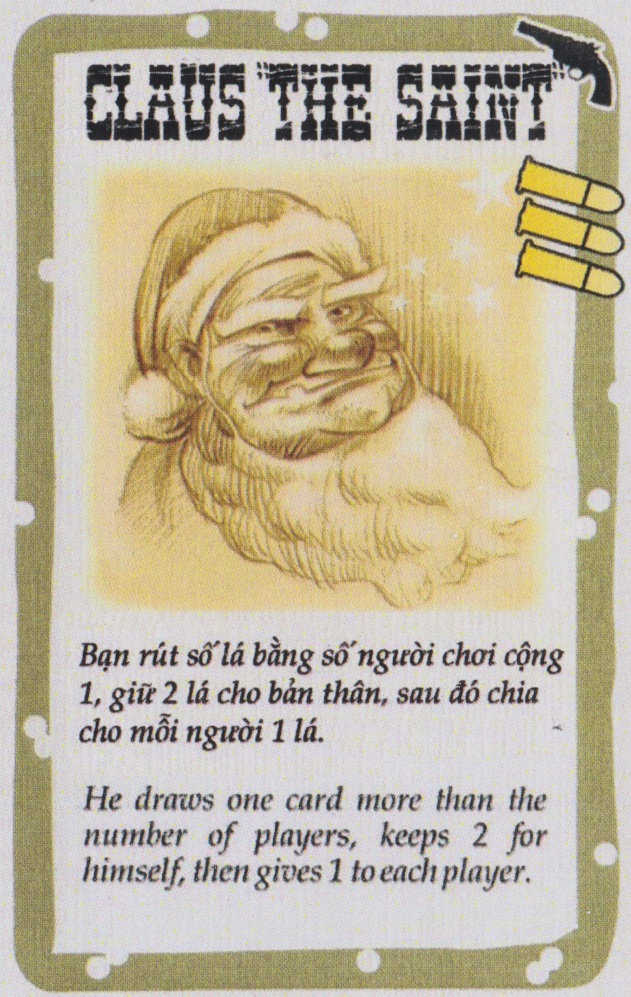 CLAUS "THE SAINT"
Bạn rút số lá bằng số người chơi cộng
1, giữ 2 lá cho bản thân, sau đó chia
cho mỗi người 1 lá.
He draws one card more than the
number of players, keeps 2 for
himself, then gives 1 to each player.